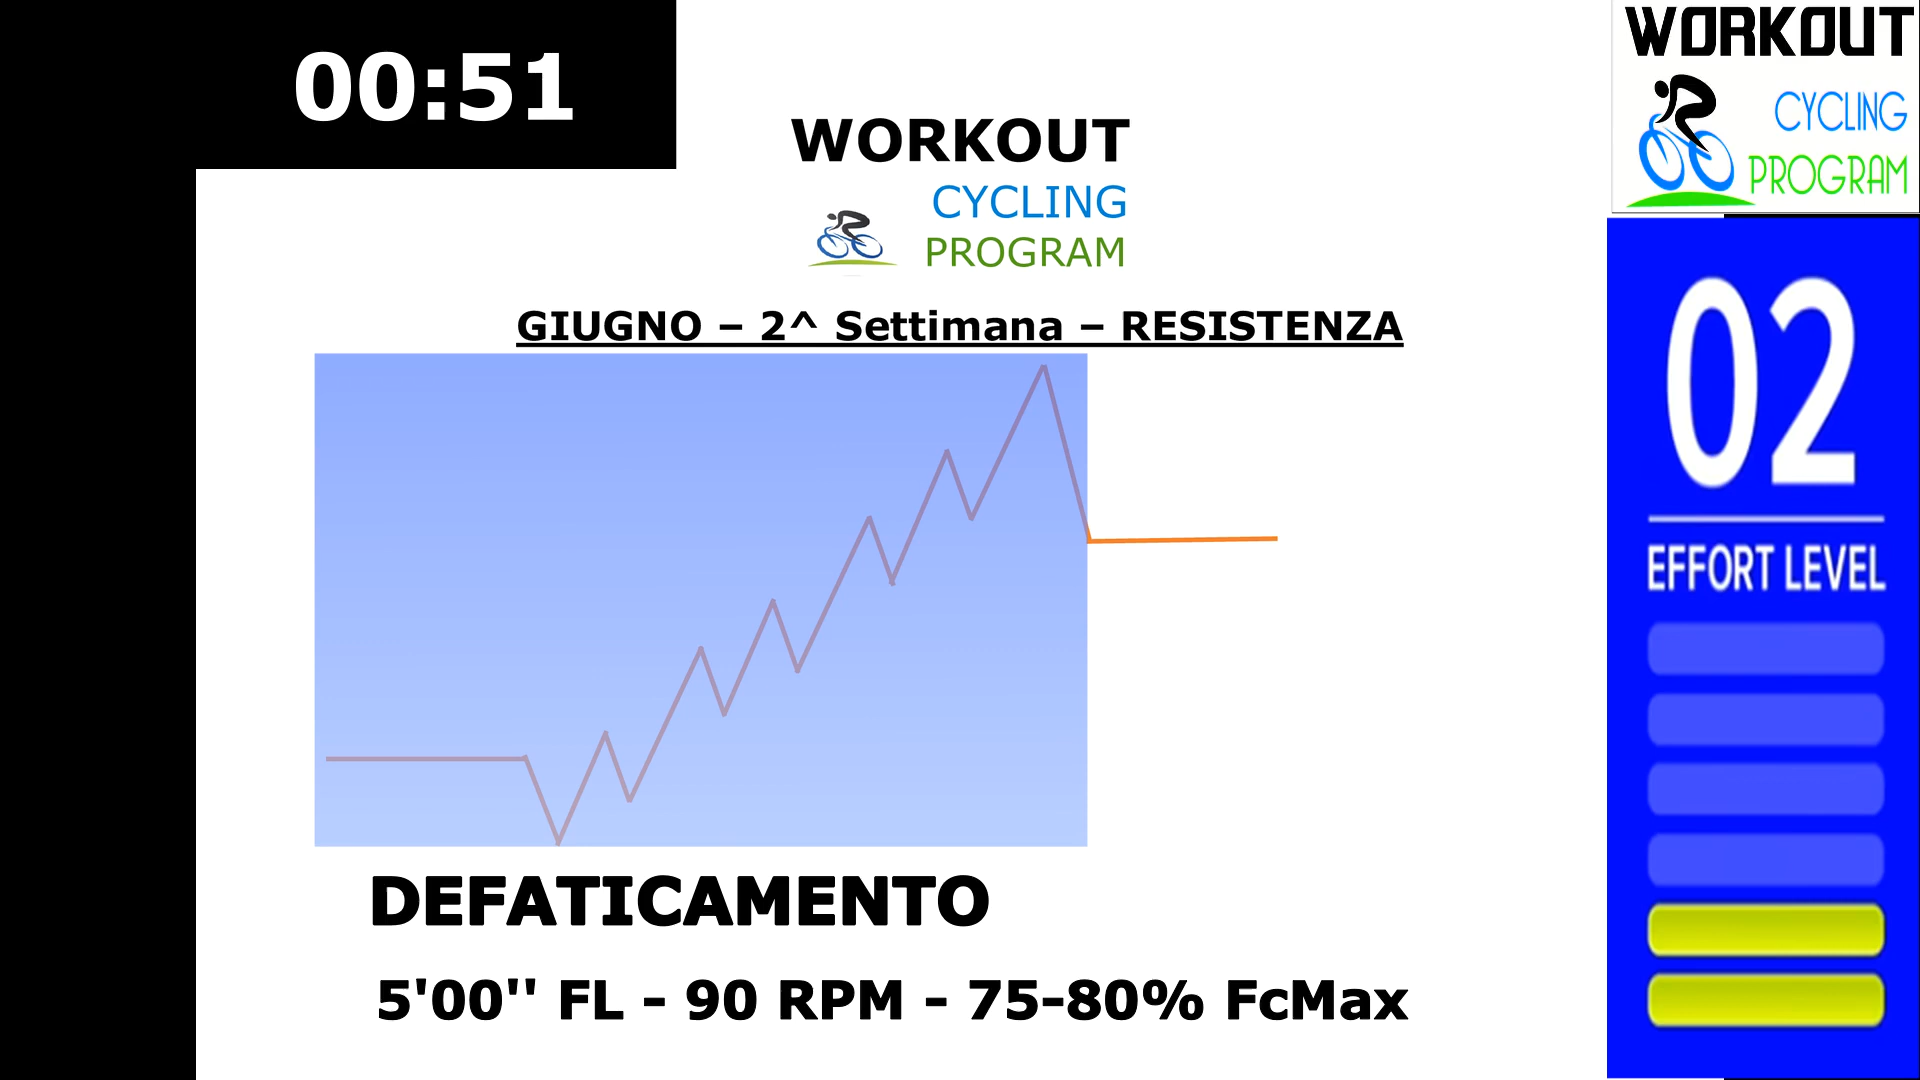 00:51
WORKOUT
CYCLING
PROGRAM
GIUGNO – 2^ Settimana – RESISTENZA
DEFATICAMENTO
5'00'' FL - 90 RPM - 75-80% FcMax
WORKOUT
CYCLING
PROGRAM
02
EFFORT LEVEL